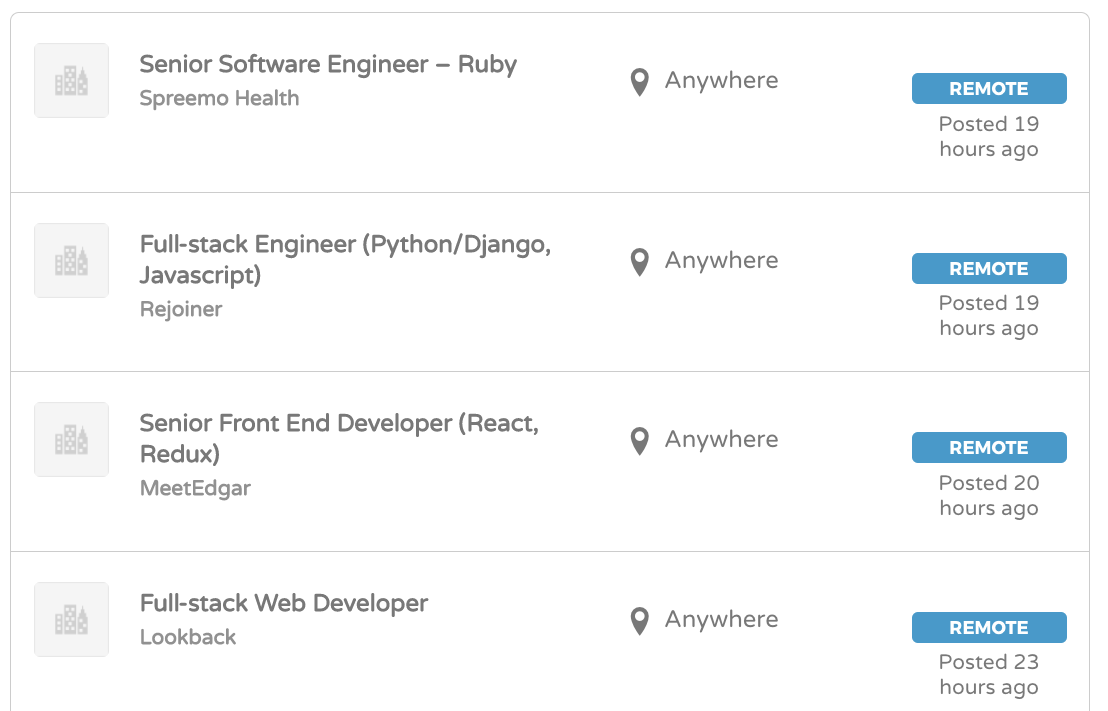 Senior Software Engineer – Ruby
Spreemo Health
Anywhere
REMOTE
Posted 19
hours ago
Full-stack Engineer (Python/Django,
Javascript)
Rejoiner
Anywhere
REMOTE
Posted 19
hours ago
Senior Front End Developer (React,
Redux)
MeetEdgar
Anywhere
REMOTE
Posted 20
hours ago
Full-stack Web Developer
Lookback
Anywhere
REMOTE
Posted 23
hours ago